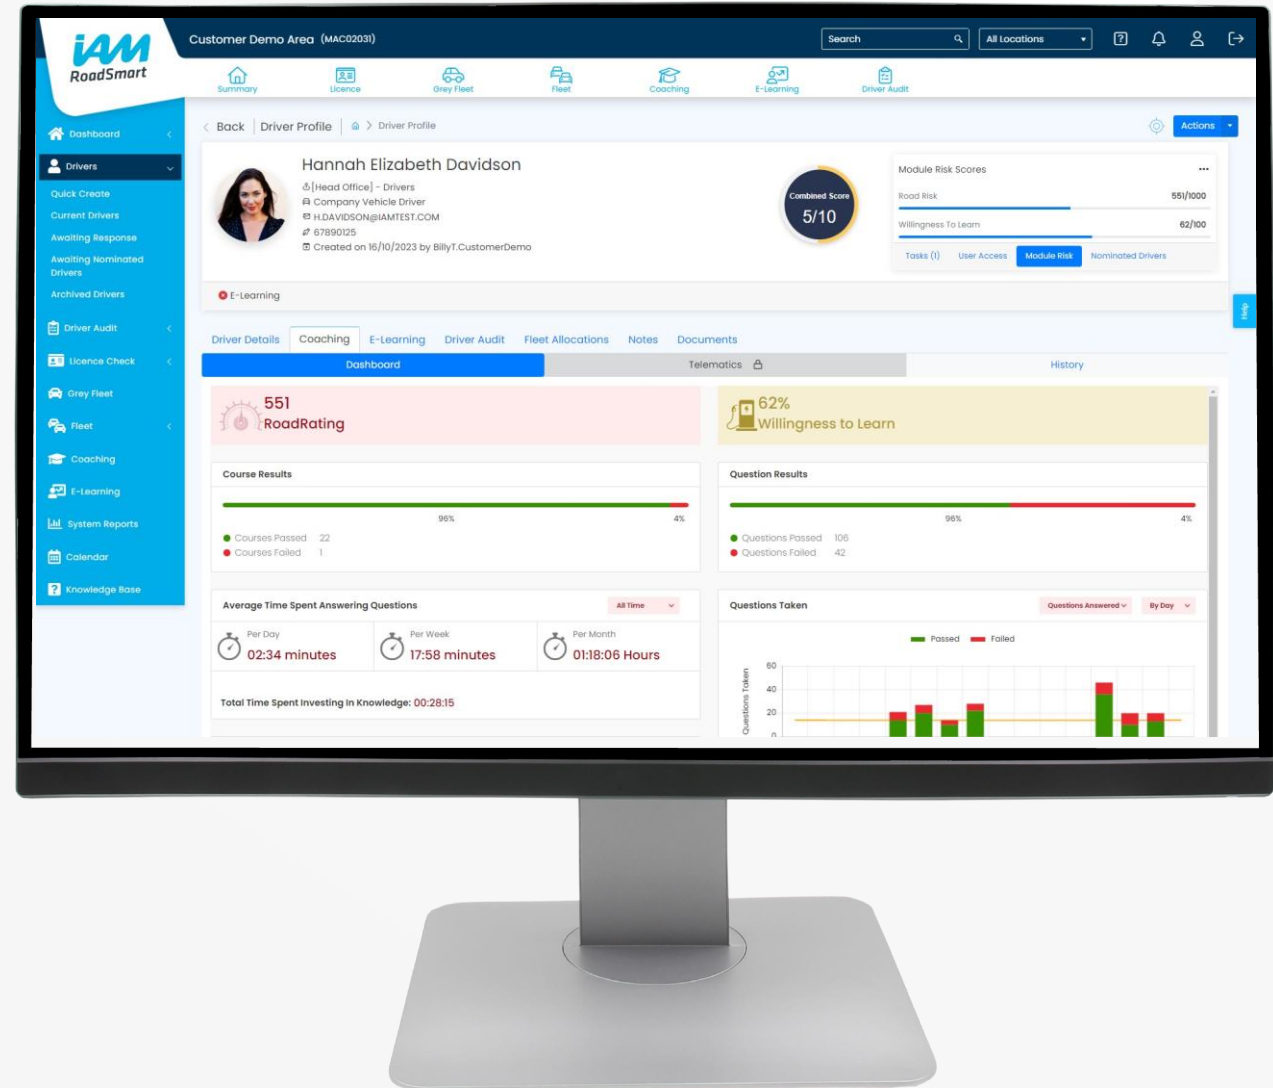 iAM
RoadSmart
Customer Demo Area (MAC02031)
Search
All Locations
Summary
Licence
Grey Fleet
Fleet
Coaching
E-Learning
Driver Audit
Dashboard
Drivers
Quick Create
Current Drivers
Awaiting Response
Awaiting Nominated
Drivers
Archived Drivers
Driver Audit
Licence Check
Grey Fleet
Fleet
Coaching
E-Learning
System Reports
Calendar
Knowledge Base
Back
Driver Profile
Driver Profile
Actions
Hannah Elizabeth Davidson
[Head Office] - Drivers
Company Vehicle Driver
H.DAVIDSON@IAMTEST.COM
67890125
Created on 16/10/2023 by BillyT.CustomerDemo
Combined Score
5/10
Module Risk Scores
Road Risk 551/1000
Willingness To Learn 62/100
Tasks (1) User Access Module Risk Nominated Drivers
E-Learning
Help
Driver Details Coaching E-Learning Driver Audit Fleet Allocations Notes Documents
Dashboard Telematics History
551
RoadRating
62%
Willingness to Learn
Course Results
96% 4%
Courses Passed 22
Courses Failed 1
Question Results
96% 4%
Questions Passed 106
Questions Failed 42
Average Time Spent Answering Questions
All Time
Per Day
02:34 minutes
Per Week
17:58 minutes
Per Month
01:18:06 Hours
Total Time Spent Investing In Knowledge: 00:28:15
Questions Taken
Questions Answered
By Day
Passed Failed
Questions Taken
60
40
20
0